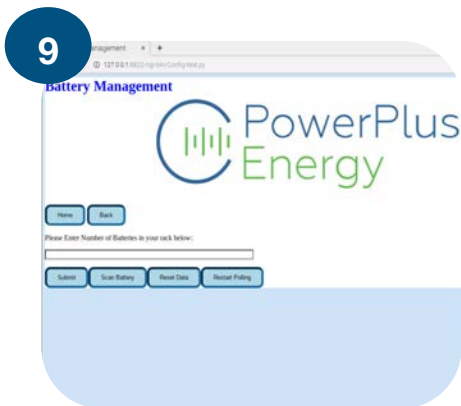 9
Management × +
127.0.0.1
Battery Management
PowerPlus
Energy
Home Back
Please Enter Number of Batteries in your rack below:
Submit Scan Battery Reset Data Restart Polling